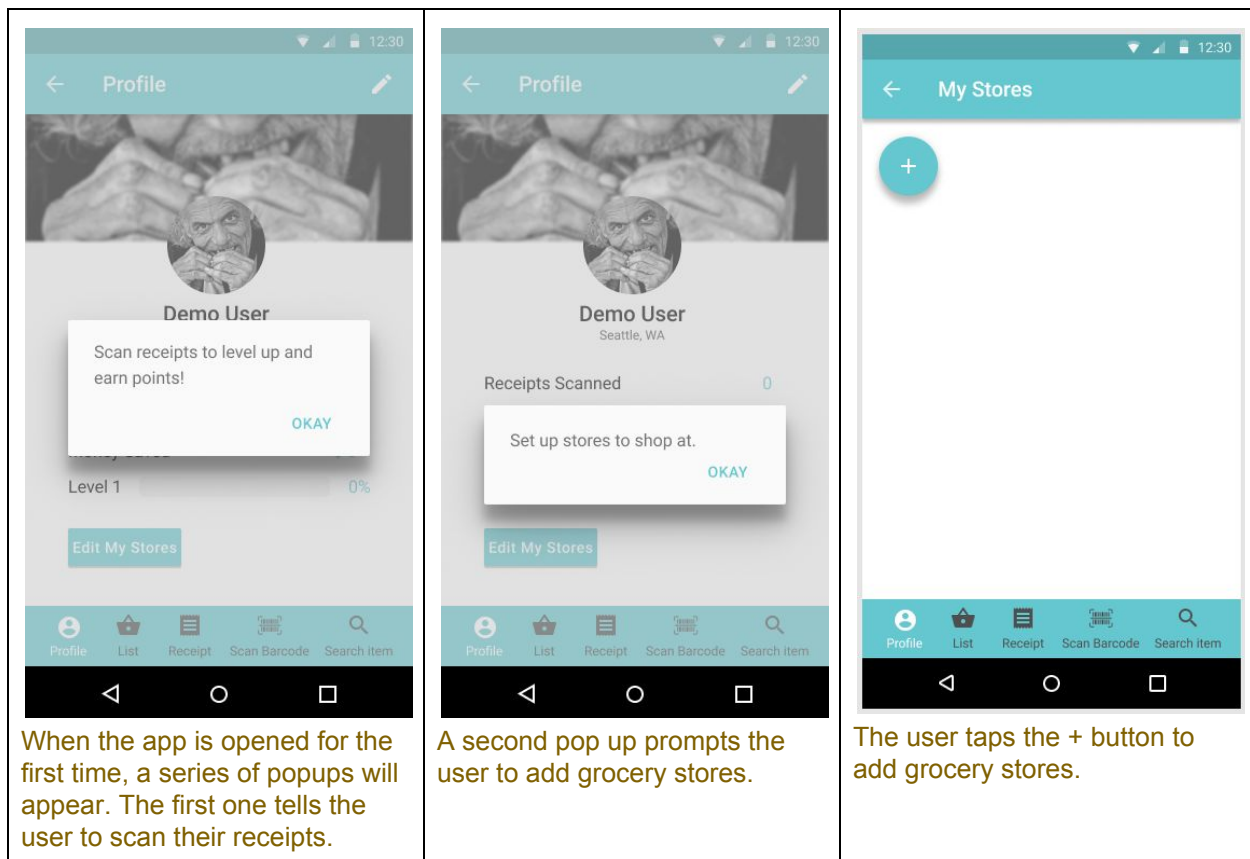 12:30
Profile
Demo User
Scan receipts to level up and
earn points!
OKAY
Level 1
0%
Edit My Stores
Profile
List
Receipt
Scan Barcode
Search item
When the app is opened for the
first time, a series of popups will
appear. The first one tells the
user to scan their receipts.
12:30
Profile
Demo User
Seattle, WA
Receipts Scanned
0
Set up stores to shop at.
OKAY
Edit My Stores
Profile
List
Receipt
Scan Barcode
Search item
A second pop up prompts the
user to add grocery stores.
12:30
My Stores
+
Profile
List
Receipt
Scan Barcode
Search item
The user taps the + button to
add grocery stores.